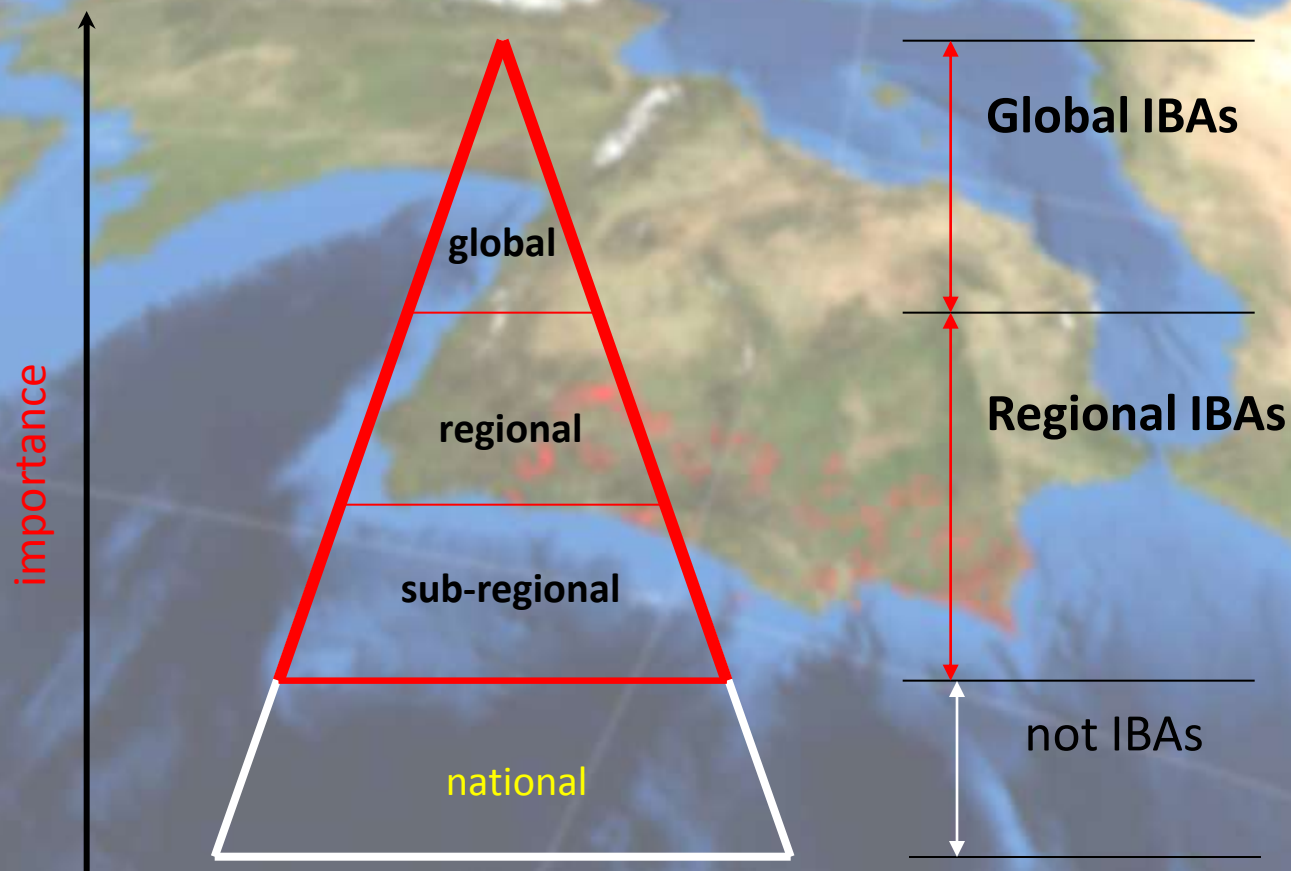 importance
global
regional
sub-regional
national
Global IBAs
Regional IBAs
not IBAs